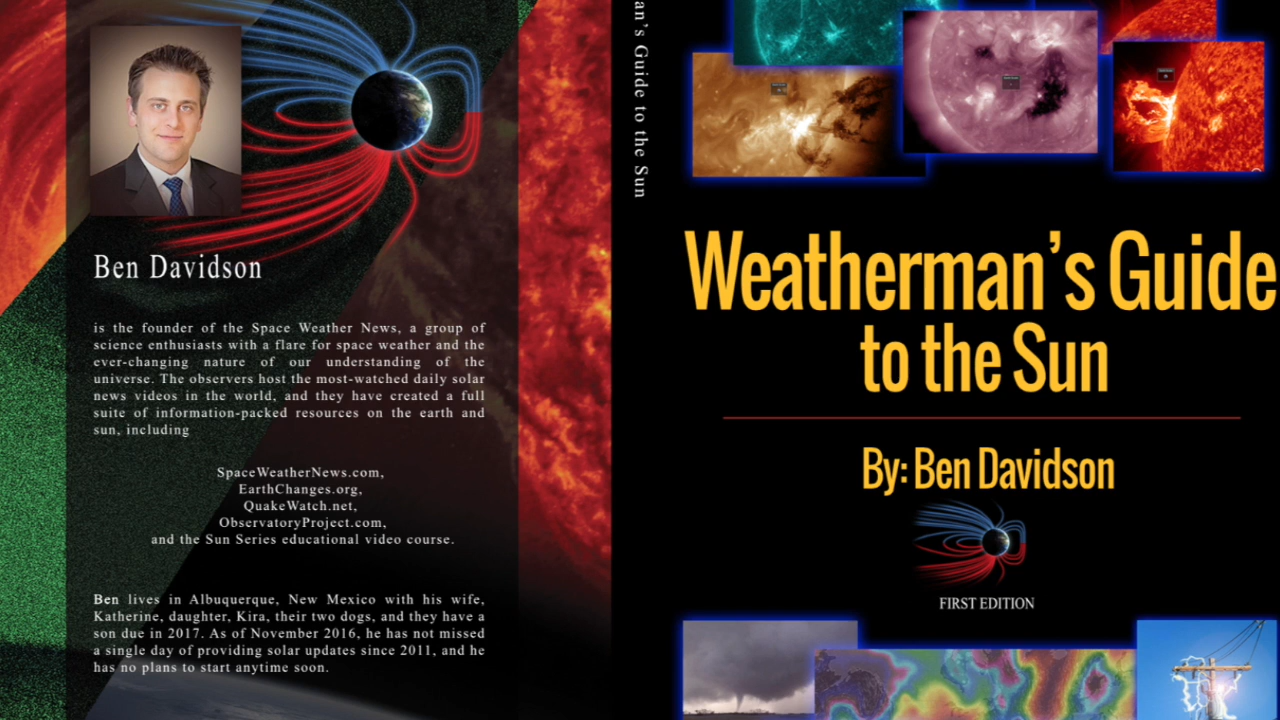 Ben Davidson
is the founder of the Space Weather News, a group of
science enthusiasts with a flare for space weather and the
ever-changing nature of our understanding of the
universe. The observers host the most-watched daily solar
news videos in the world, and they have created a full
suite of information-packed resources on the earth and
sun, including
SpaceWeatherNews.com,
EarthChanges.org,
QuakeWatch.net,
ObservatoryProject.com,
and the Sun Series educational video course.
Ben lives in Albuquerque, New Mexico with his wife,
Katherine, daughter, Kira, their two dogs, and they have a
son due in 2017. As of November 2016, he has not missed
a single day of providing solar updates since 2011, and he
has no plans to start anytime soon.
an's Guide to the Sun
Weatherman's Guide
to the Sun
By: Ben Davidson
FIRST EDITION